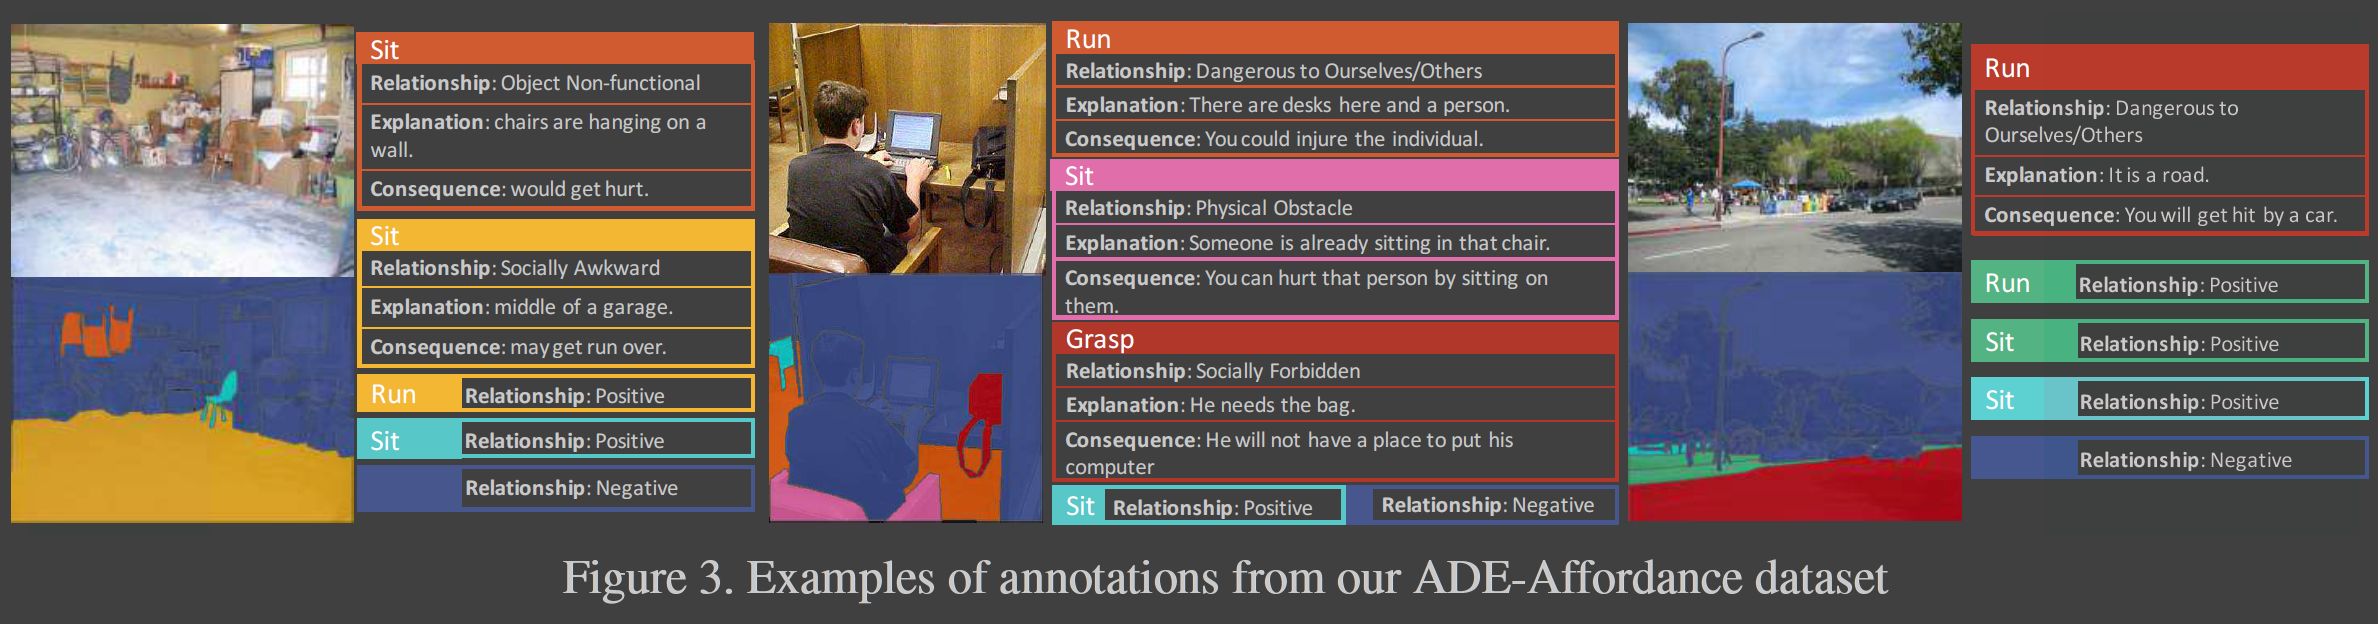 Sit
Relationship: Object Non-functional
Explanation: chairs are hanging on a
wall.
Consequence: would get hurt.
Sit
Relationship: Socially Awkward
Explanation: middle of a garage.
Consequence: may get run over.
Run Relationship: Positive
Sit Relationship: Positive
Relationship: Negative
Run
Relationship: Dangerous to Ourselves/Others
Explanation: There are desks here and a person.
Consequence: You could injure the individual.
Sit
Relationship: Physical Obstacle
Explanation: Someone is already sitting in that chair.
Consequence: You can hurt that person by sitting on
them.
Grasp
Relationship: Socially Forbidden
Explanation: He needs the bag.
Consequence: He will not have a place to put his
computer
Sit Relationship: Positive Relationship: Negative
Run
Relationship: Dangerous to
Ourselves/Others
Explanation: It is a road.
Consequence: You will get hit by a car.
Run Relationship: Positive
Sit Relationship: Positive
Sit Relationship: Positive
Relationship: Negative
Figure 3. Examples of annotations from our ADE-Affordance dataset